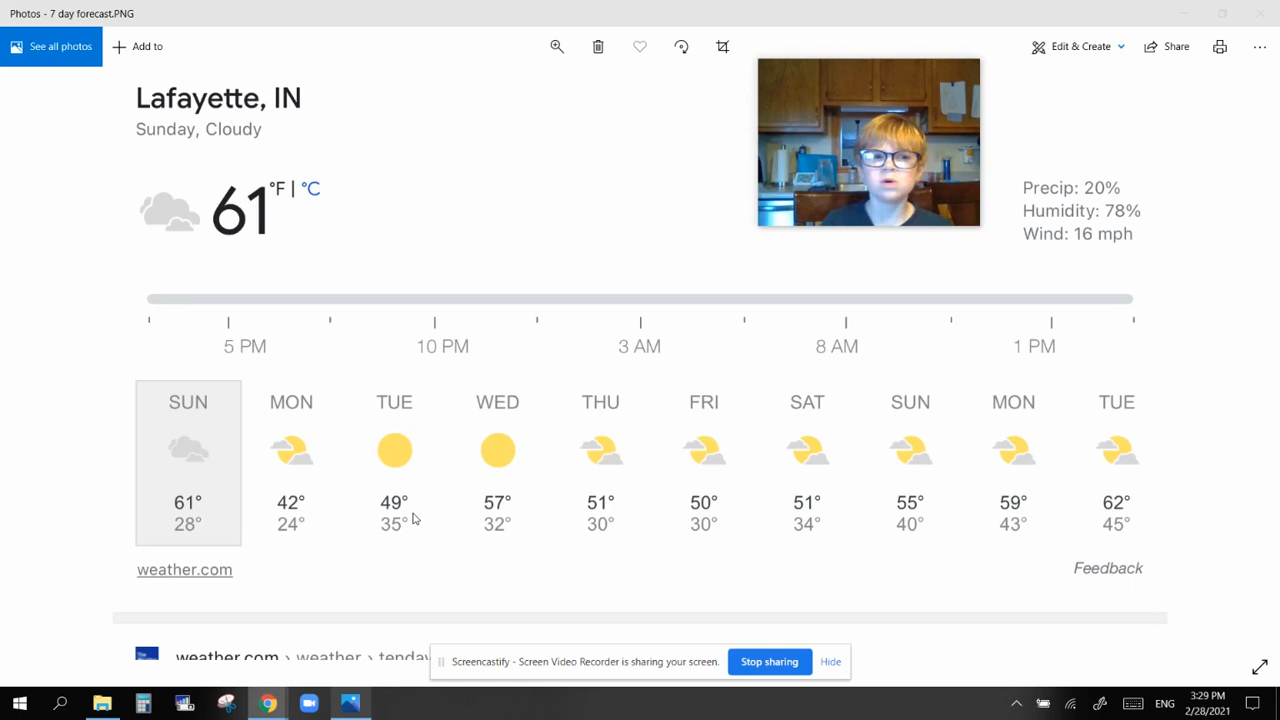 Photos - 7 day forecast.PNG
See all photos
Add to
Edit & Create
Share
Lafayette, IN
Sunday, Cloudy
61 °F | °C
Precip: 20%
Humidity: 78%
Wind: 16 mph
5 PM 10 PM 3 AM 8 AM 1 PM
SUN MON TUE WED THU FRI SAT SUN MON TUE
61° 42° 49° 57° 51° 50° 51° 55° 59° 62°
28° 24° 35° 32° 30° 30° 34° 40° 43° 45°
weather.com
Feedback
weather.com › weather › tenday
Screencastify - Screen Video Recorder is sharing your screen.
Stop sharing
Hide
ENG
3:29 PM
2/28/2021